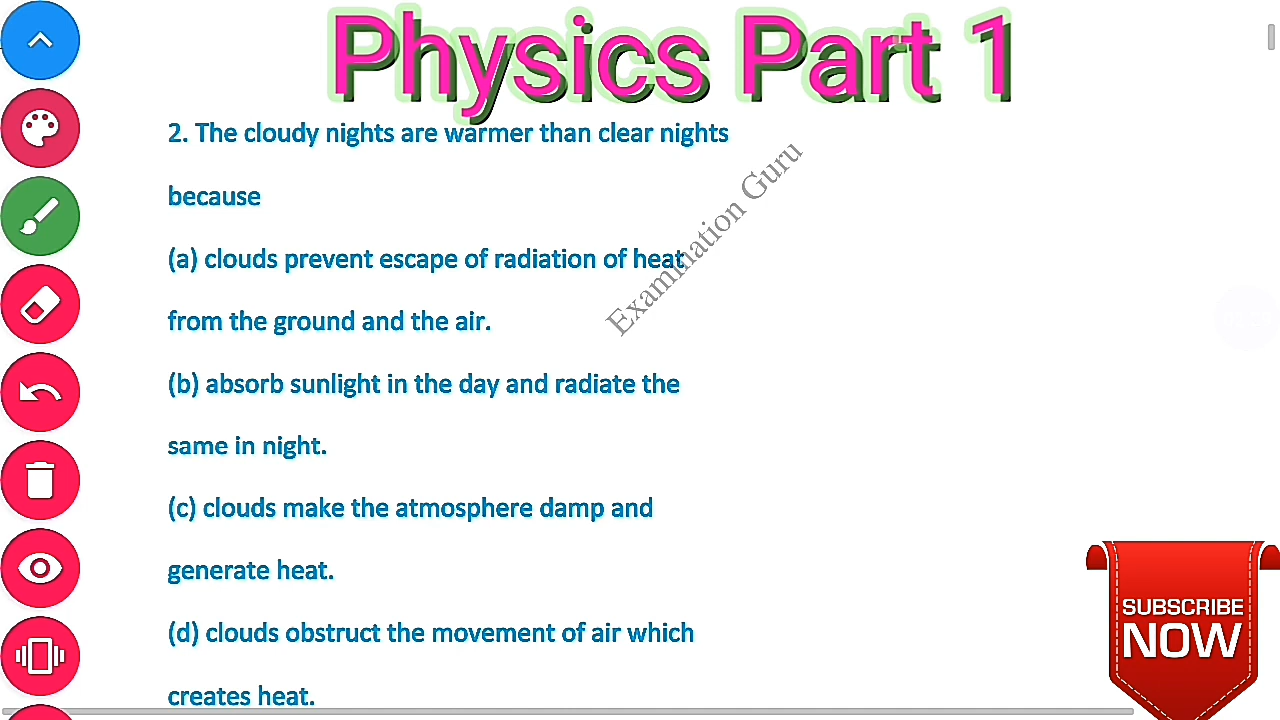 Physics Part 1
2. The cloudy nights are warmer than clear nights
because
(a) clouds prevent escape of radiation of heat
from the ground and the air.
(b) absorb sunlight in the day and radiate the
same in night.
(c) clouds make the atmosphere damp and
generate heat.
(d) clouds obstruct the movement of air which
creates heat.
Examination Guru
SUBSCRIBE
NOW